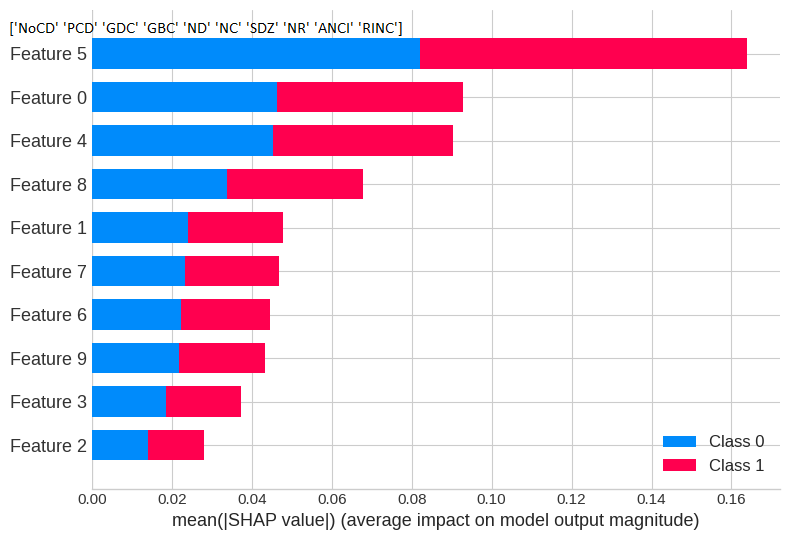 ['NoCD' 'PCD' 'GDC' 'GBC' 'ND' 'NC' 'SDZ' 'NR' 'ANCI' 'RINC']
Feature 5
Feature 0
Feature 4
Feature 8
Feature 1
Feature 7
Feature 6
Feature 9
Feature 3
Feature 2
Class 0
Class 1
0.00 0.02 0.04 0.06 0.08 0.10 0.12 0.14 0.16
mean(|SHAP value|) (average impact on model output magnitude)